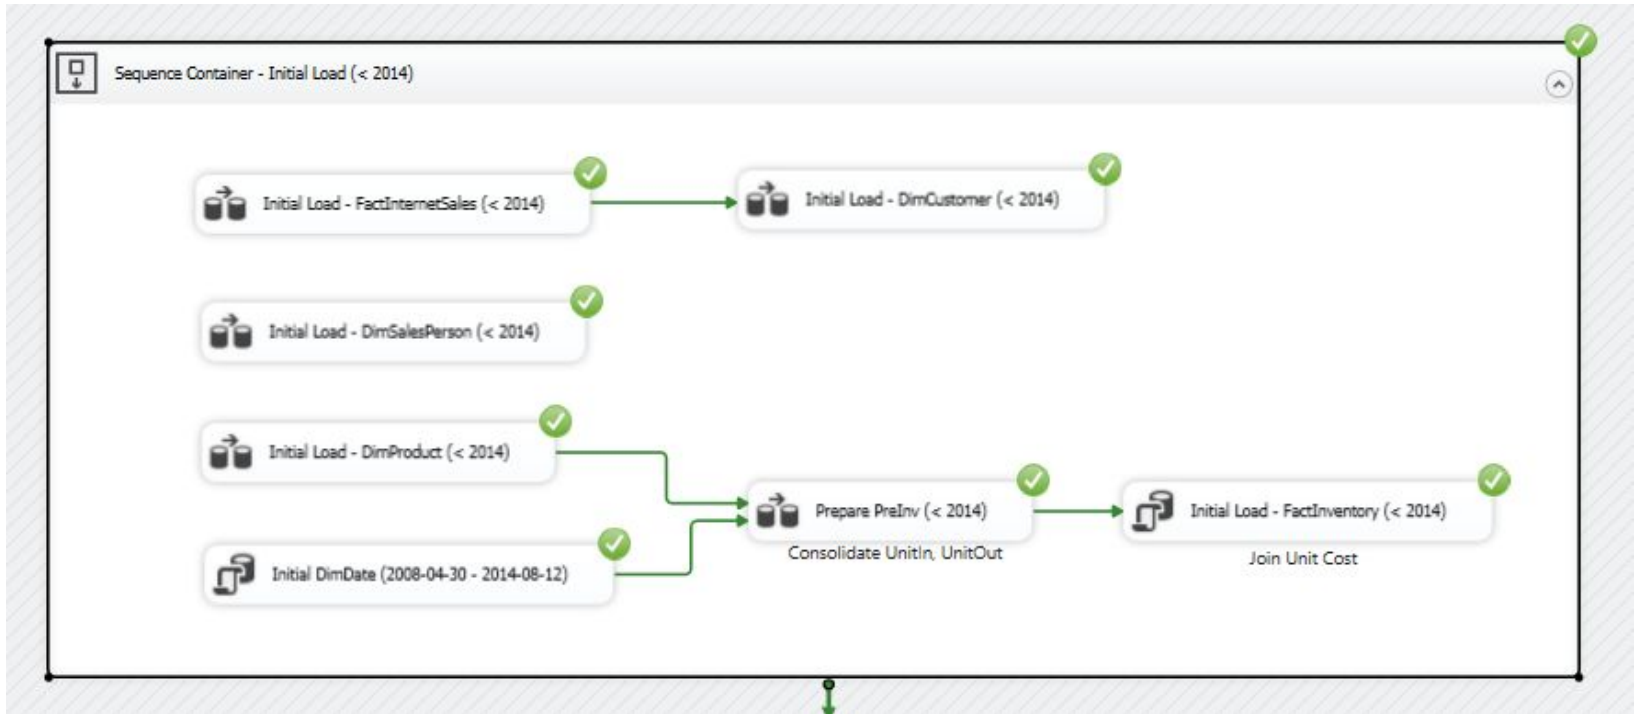 Sequence Container - Initial Load (< 2014)
Initial Load - FactInternetSales (< 2014)
Initial Load - DimCustomer (< 2014)
Initial Load - DimSalesPerson (< 2014)
Initial Load - DimProduct (< 2014)
Prepare PreInv (< 2014)
Initial Load - FactInventory (< 2014)
Consolidate UnitIn, UnitOut
Join Unit Cost
Initial DimDate (2008-04-30 - 2014-08-12)